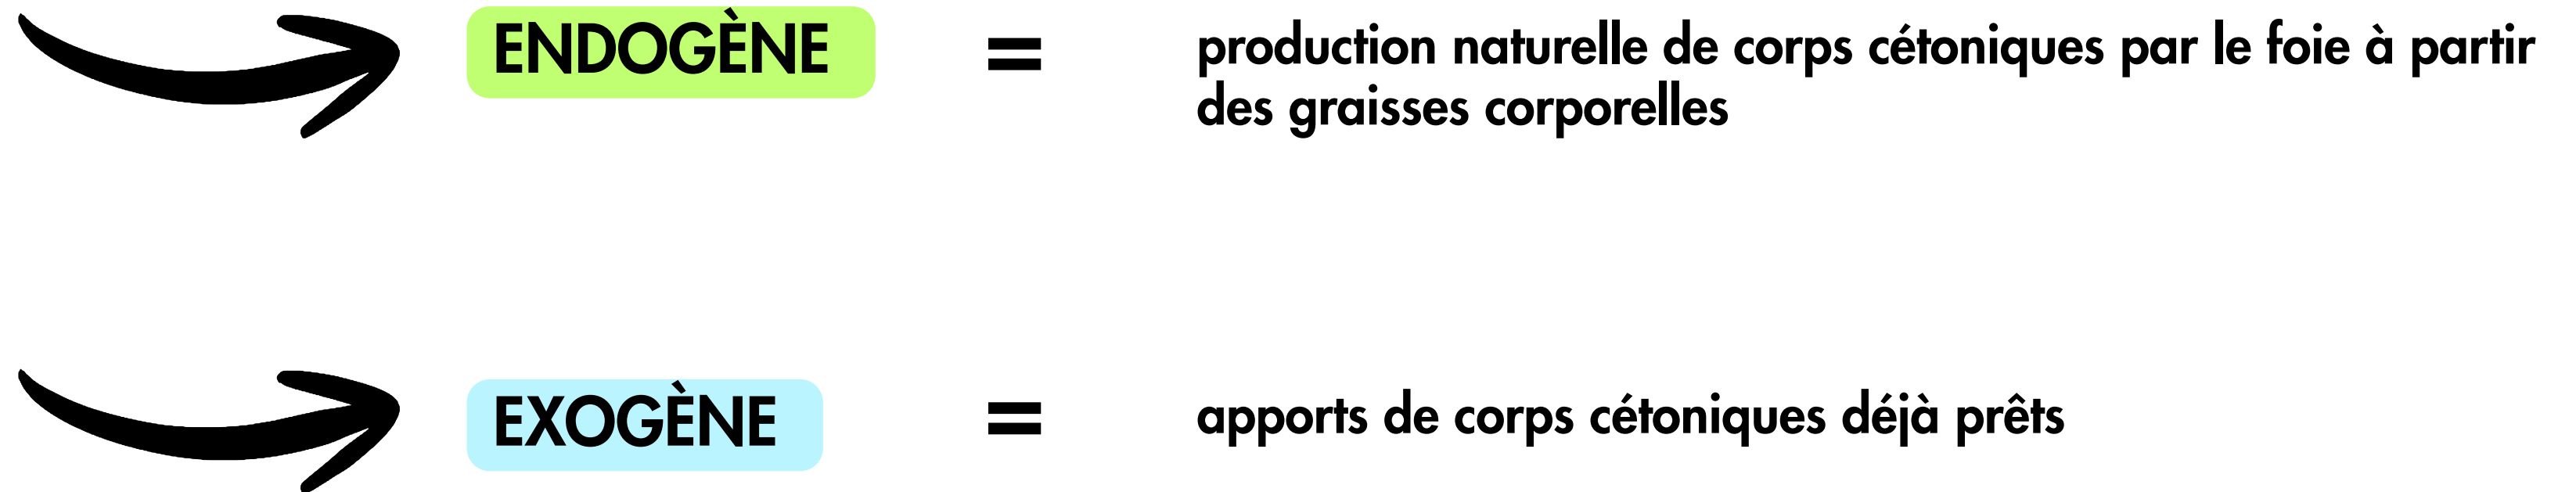 ENDOGÈNE = production naturelle de corps cétoniques par le foie à partir
des graisses corporelles
EXOGÈNE = apports de corps cétoniques déjà prêts